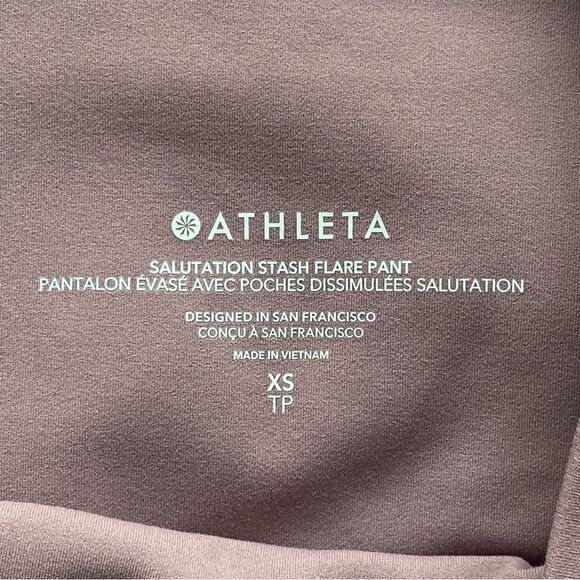 ATHLETA
SALUTATION STASH FLARE PANT
PANTALON ÉVASÉ AVEC POCHES DISSIMULÉES SALUTATION
DESIGNED IN SAN FRANCISCO
CONÇU À SAN FRANCISCO
MADE IN VIETNAM
XS
TP